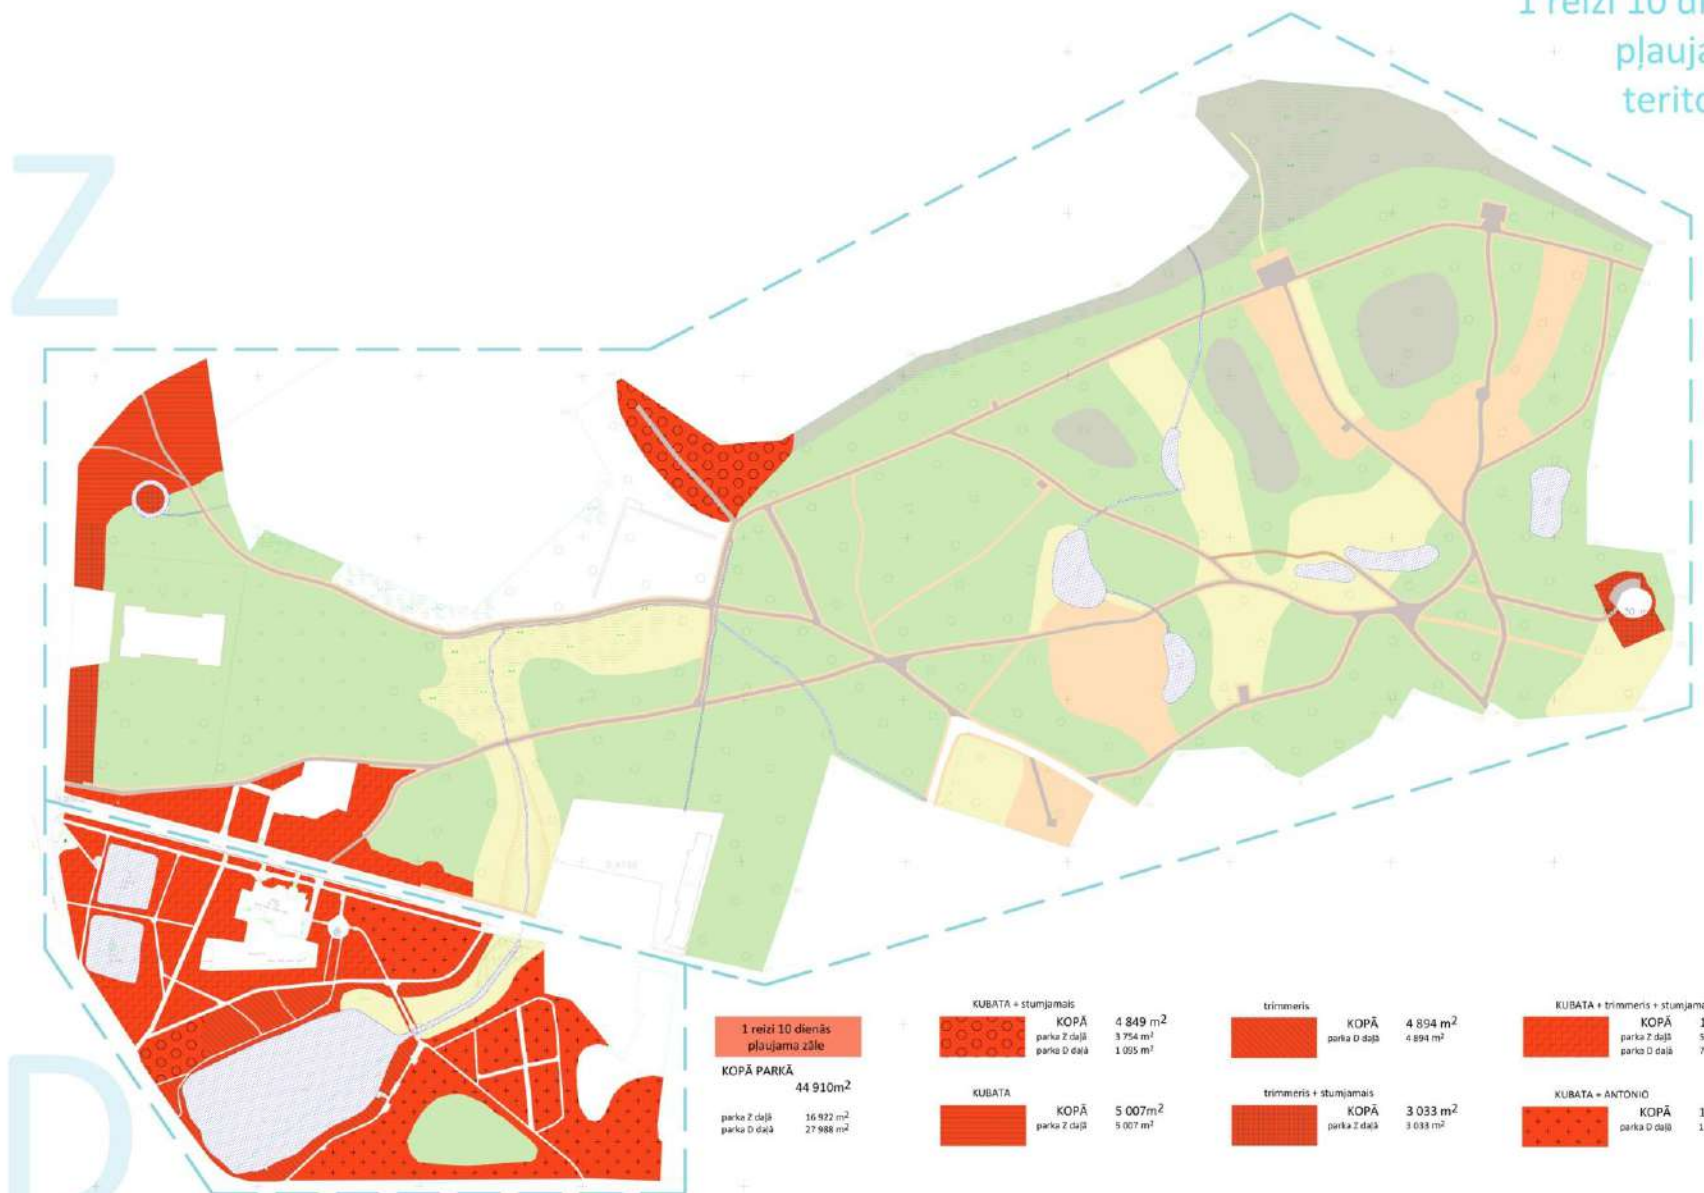 1 reizi 10
Z
D
1 reizi 10 dienās
pļaujama zāle
KOPĀ PARKĀ
44 910m²
parka Z daļā 16 922 m²
parka D daļā 27 988 m²
KUBATA + stumjamais
KOPĀ 4 849 m²
parka Z daļā 3 754 m²
parka D daļā 1 095 m²
KUBATA
KOPĀ 5 007m²
parka Z daļā 5 007 m²
trimmeris
KOPĀ 4 894 m²
parka D daļā 4 894 m²
trimmeris + stumjamais
KOPĀ 3 033 m²
parka Z daļā 3 033 m²
KUBATA + trimmeris +
KOPĀ
parka Z daļā
parka D daļā
KUBATA + ANTONIO
KOPĀ
parka D daļā